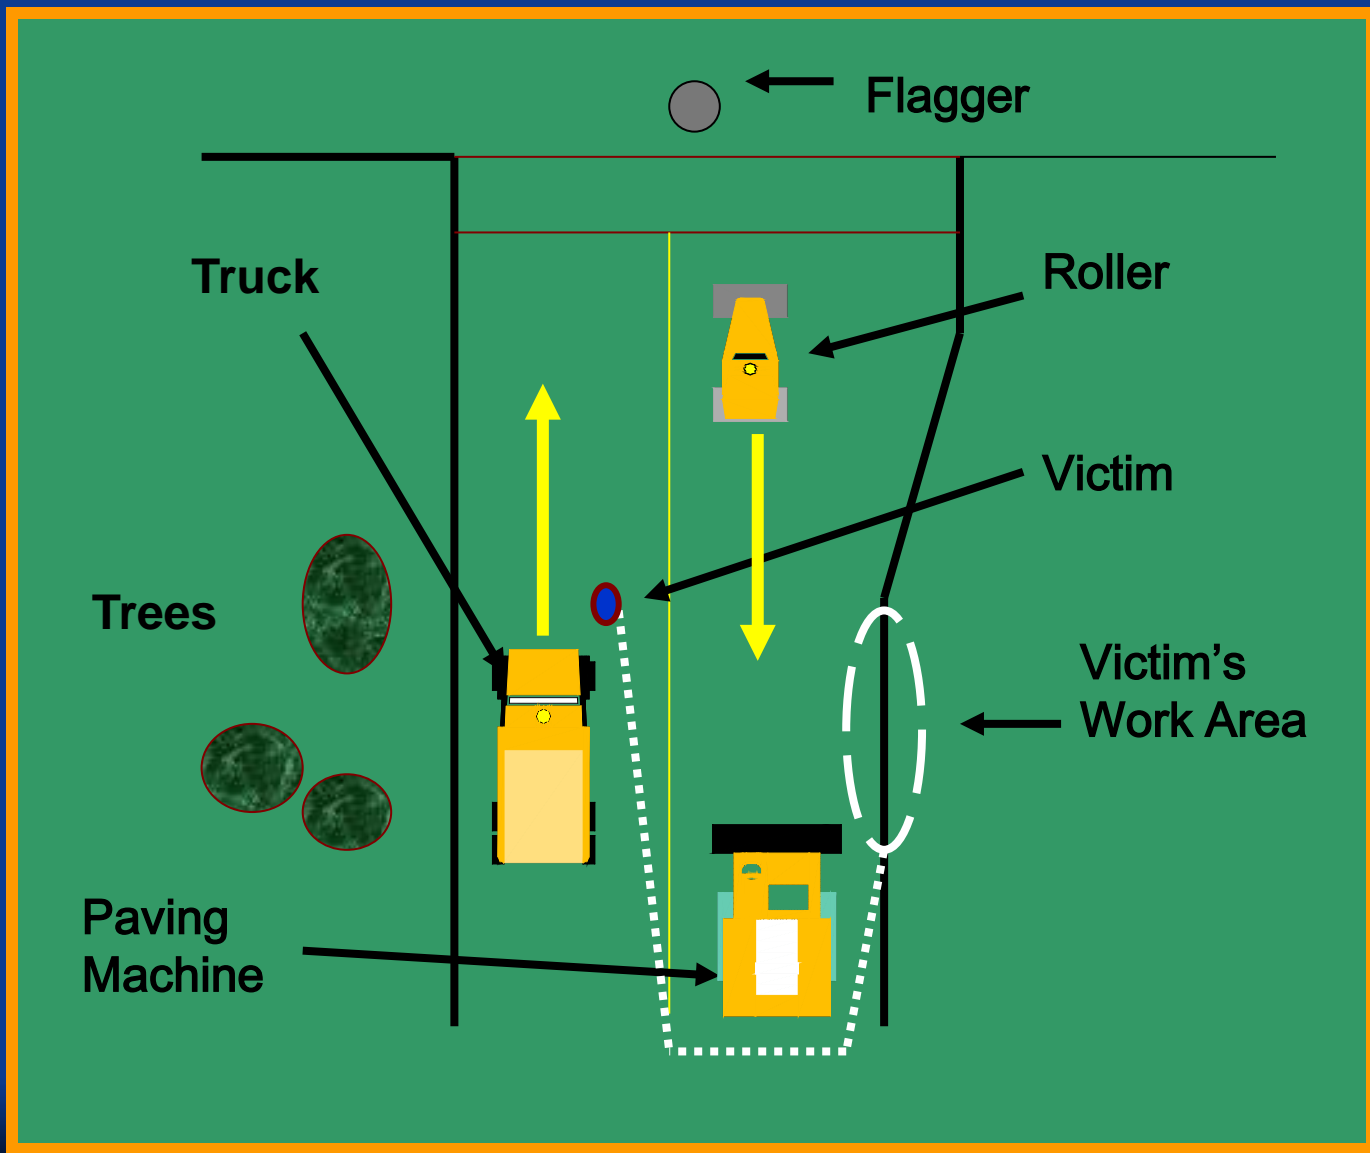 Flagger
Truck
Roller
Victim
Trees
Victim’s
Work Area
Paving
Machine